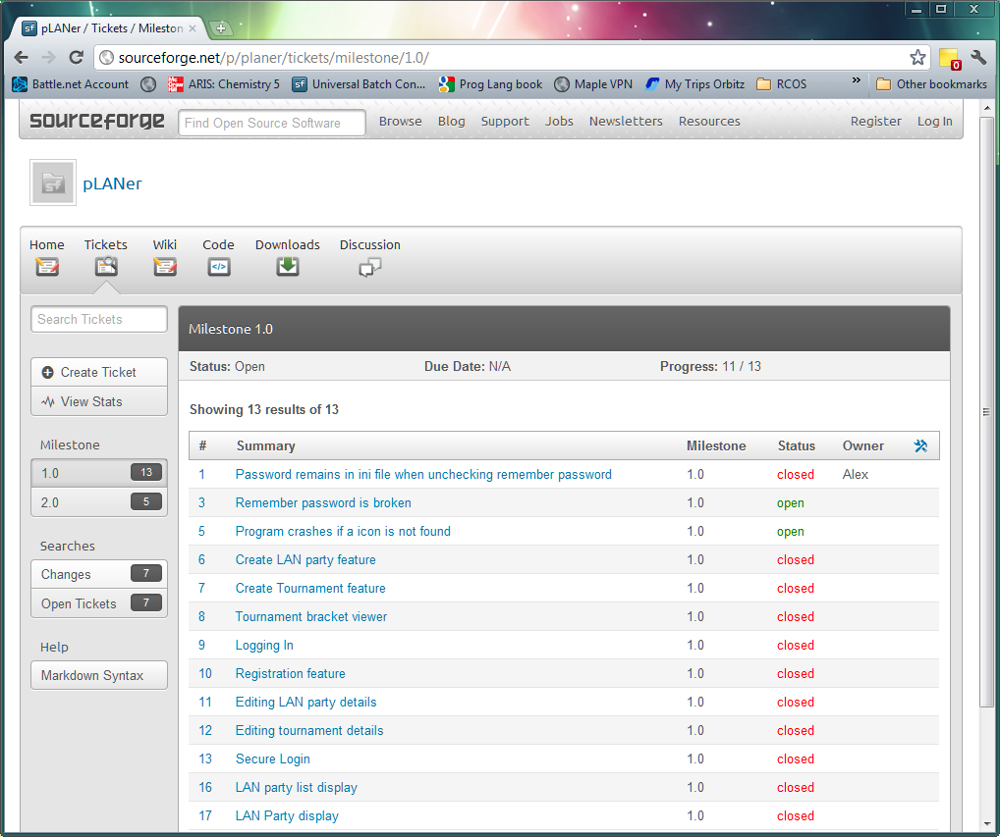 pLANer / Tickets / Mileston
sourceforge.net/p/planer/tickets/milestone/1.0/
0
Battle.net Account ARIS: Chemistry 5 sf Universal Batch Con... Prog Lang book Maple VPN My Trips Orbitz RCOS » Other bookmarks
sourceforge Find Open Source Software Browse Blog Support Jobs Newsletters Resources Register Log In
sf pLANer
Home Tickets Wiki Code Downloads Discussion
Search Tickets
Create Ticket
View Stats
Milestone
1.0 13
2.0 5
Searches
Changes 7
Open Tickets 7
Help
Markdown Syntax
Milestone 1.0
Status: Open Due Date: N/A Progress: 11 / 13
Showing 13 results of 13
# Summary Milestone Status Owner
1 Password remains in ini file when unchecking remember password 1.0 closed Alex
3 Remember password is broken 1.0 open
5 Program crashes if a icon is not found 1.0 open
6 Create LAN party feature 1.0 closed
7 Create Tournament feature 1.0 closed
8 Tournament bracket viewer 1.0 closed
9 Logging In 1.0 closed
10 Registration feature 1.0 closed
11 Editing LAN party details 1.0 closed
12 Editing tournament details 1.0 closed
13 Secure Login 1.0 closed
16 LAN party list display 1.0 closed
17 LAN Party display 1.0 closed